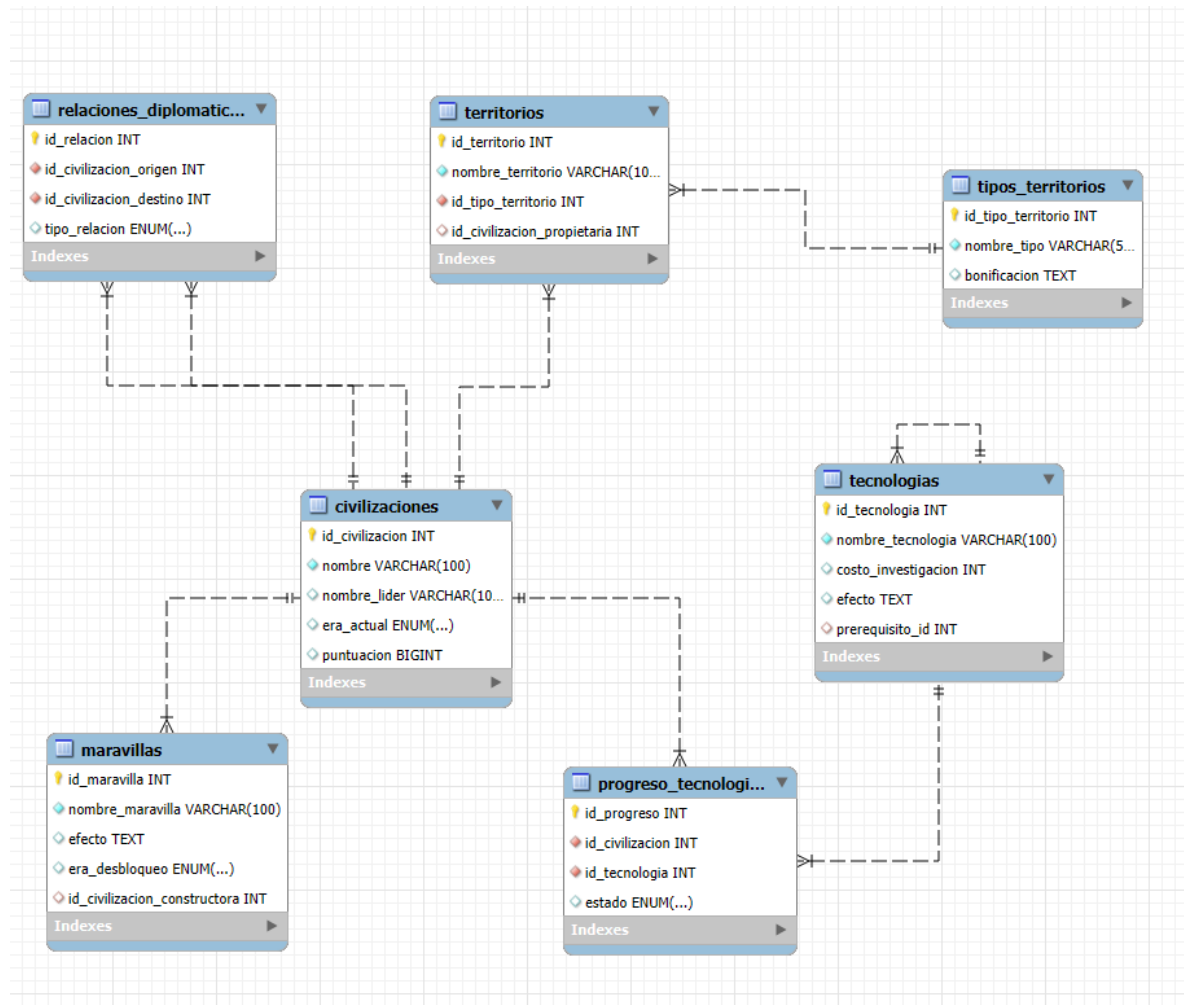 relaciones_diplomatic...
id_relacion INT
id_civilizacion_origen INT
id_civilizacion_destino INT
tipo_relacion ENUM(...)
Indexes
territorios
id_territorio INT
nombre_territorio VARCHAR(10...
id_tipo_territorio INT
id_civilizacion_propietaria INT
Indexes
tipos_territorios
id_tipo_territorio INT
nombre_tipo VARCHAR(5...
bonificacion TEXT
Indexes
civilizaciones
id_civilizacion INT
nombre VARCHAR(100)
nombre_lider VARCHAR(10...
era_actual ENUM(...)
puntuacion BIGINT
Indexes
tecnologias
id_tecnologia INT
nombre_tecnologia VARCHAR(100)
costo_investigacion INT
efecto TEXT
prerequisito_id INT
Indexes
maravillas
id_maravilla INT
nombre_maravilla VARCHAR(100)
efecto TEXT
era_desbloqueo ENUM(...)
id_civilizacion_constructora INT
Indexes
progreso_tecnologi...
id_progreso INT
id_civilizacion INT
id_tecnologia INT
estado ENUM(...)
Indexes